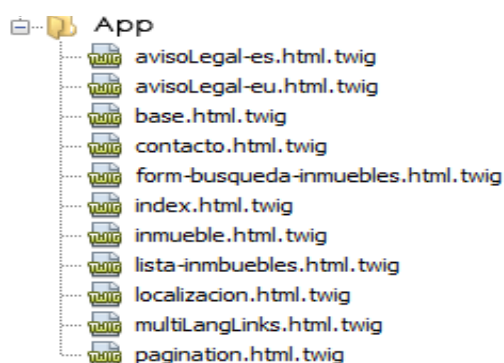 App
avisoLegal-es.html.twig
avisoLegal-eu.html.twig
base.html.twig
contacto.html.twig
form-busqueda-inmuebles.html.twig
index.html.twig
inmueble.html.twig
lista-inmbuebles.html.twig
localizacion.html.twig
multiLangLinks.html.twig
pagination.html.twig